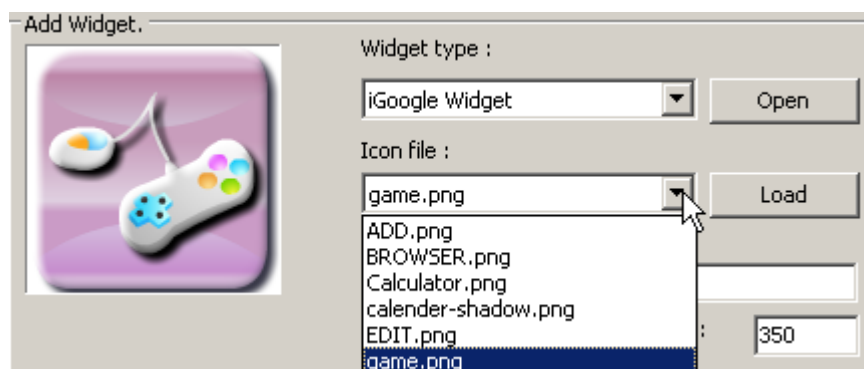 Add Widget.
Widget type :
iGoogle Widget
Open
Icon file :
game.png
Load
ADD.png
BROWSER.png
Calculator.png
calender-shadow.png
EDIT.png
: 350
game.png